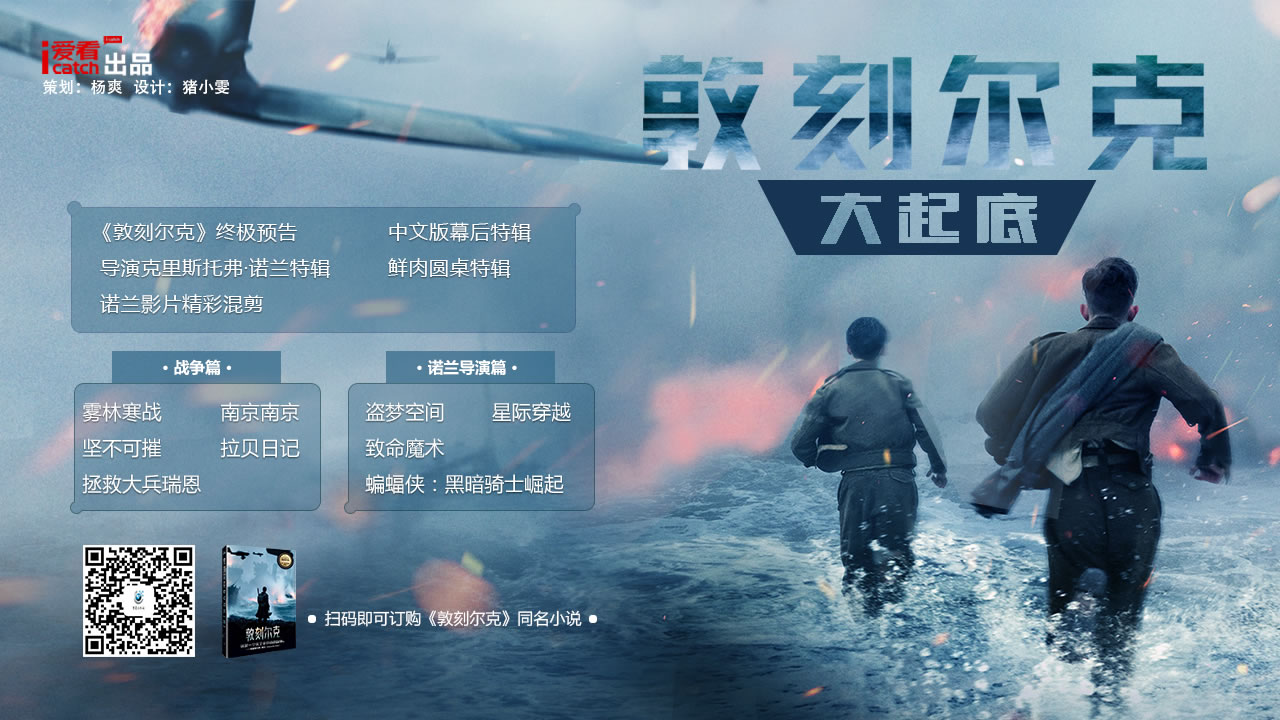 爱看
icatch出品
策划：杨爽 设计：猪小雯
敦刻尔克
大起底
《敦刻尔克》终极预告 中文版幕后特辑
导演克里斯托弗·诺兰特辑 鲜肉圆桌特辑
诺兰影片精彩混剪
·战争篇·
雾林寒战 南京南京
坚不可摧 拉贝日记
拯救大兵瑞恩
·诺兰导演篇·
盗梦空间 星际穿越
致命魔术
蝙蝠侠：黑暗骑士崛起
敦刻尔克
• 扫码即可订购《敦刻尔克》同名小说 •